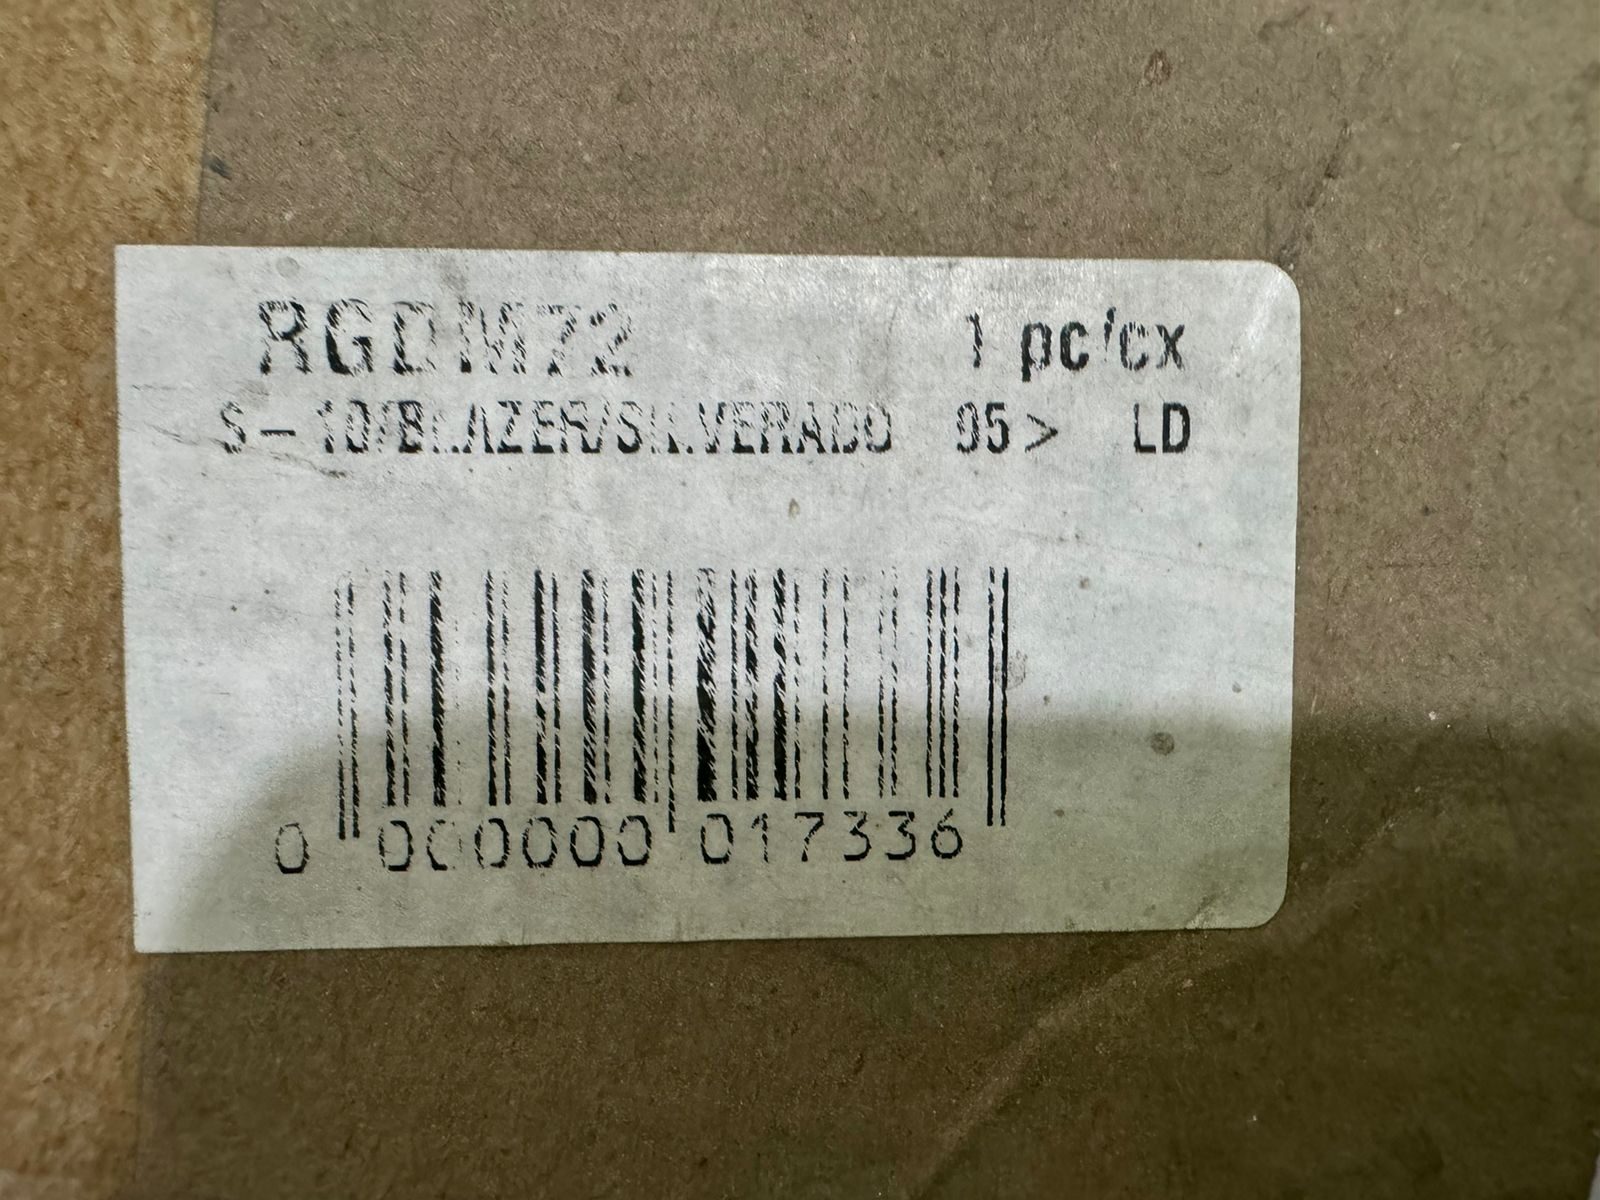 RGDM72 1 pc/cx
S-10/BLAZER/SILVERADO 95> LD
0 000000 017336